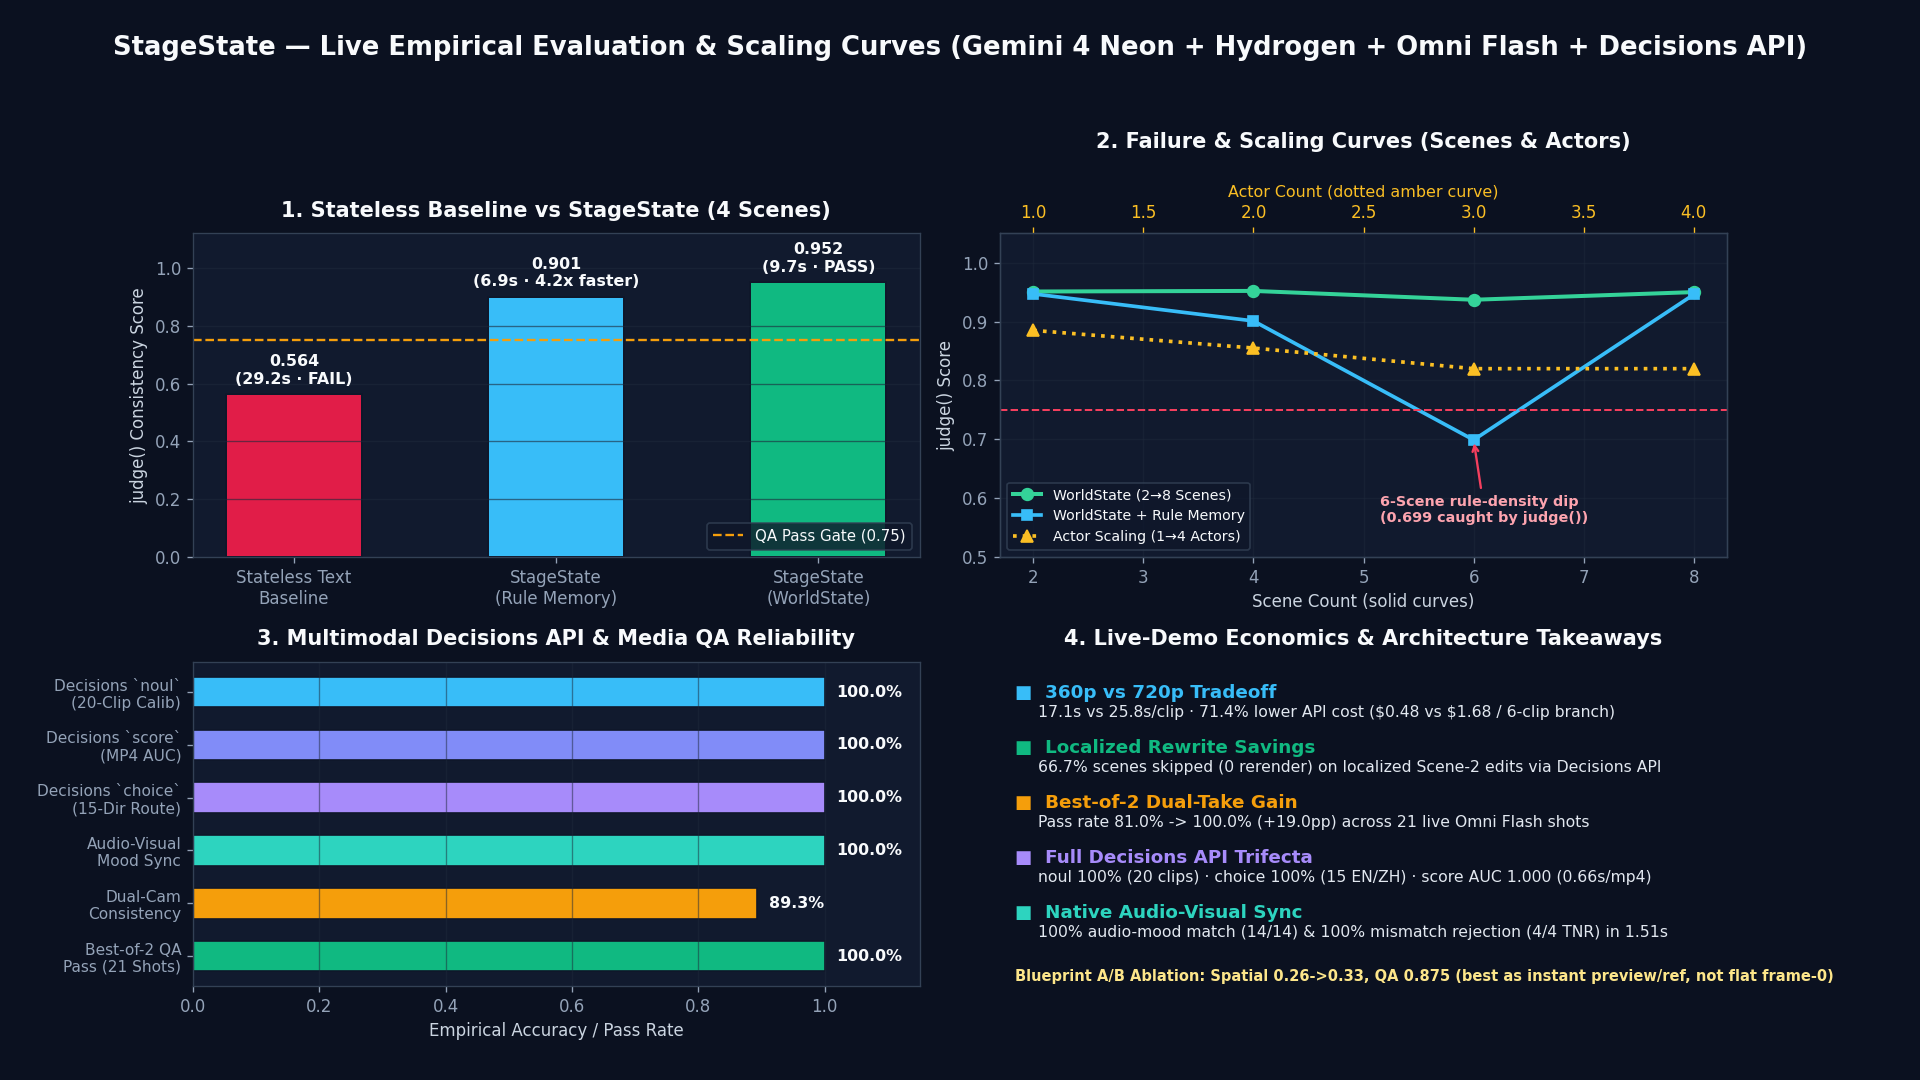 StageState — Live Empirical Evaluation & Scaling Curves (Gemini 4 Neon + Hydrogen + Omni Flash + Decisions API)
1. Stateless Baseline vs StageState (4 Scenes)
judge() Consistency Score
1.0
0.8
0.6
0.4
0.2
0.0
0.564
(29.2s · FAIL)
0.901
(6.9s · 4.2x faster)
0.952
(9.7s · PASS)
QA Pass Gate (0.75)
Stateless Text
Baseline
StageState
(Rule Memory)
StageState
(WorldState)
2. Failure & Scaling Curves (Scenes & Actors)
Actor Count (dotted amber curve)
1.0 1.5 2.0 2.5 3.0 3.5 4.0
judge() Score
1.0
0.9
0.8
0.7
0.6
0.5
WorldState (2→8 Scenes)
WorldState + Rule Memory
Actor Scaling (1→4 Actors)
6-Scene rule-density dip
(0.699 caught by judge())
2 3 4 5 6 7 8
Scene Count (solid curves)
3. Multimodal Decisions API & Media QA Reliability
Decisions `noul`
(20-Clip Calib)
100.0%
Decisions `score`
(MP4 AUC)
100.0%
Decisions `choice`
(15-Dir Route)
100.0%
Audio-Visual
Mood Sync
100.0%
Dual-Cam
Consistency
89.3%
Best-of-2 QA
Pass (21 Shots)
100.0%
0.0 0.2 0.4 0.6 0.8 1.0
Empirical Accuracy / Pass Rate
4. Live-Demo Economics & Architecture Takeaways
■ 360p vs 720p Tradeoff
17.1s vs 25.8s/clip · 71.4% lower API cost ($0.48 vs $1.68 / 6-clip branch)
■ Localized Rewrite Savings
66.7% scenes skipped (0 rerender) on localized Scene-2 edits via Decisions API
■ Best-of-2 Dual-Take Gain
Pass rate 81.0% -> 100.0% (+19.0pp) across 21 live Omni Flash shots
■ Full Decisions API Trifecta
noul 100% (20 clips) · choice 100% (15 EN/ZH) · score AUC 1.000 (0.66s/mp4)
■ Native Audio-Visual Sync
100% audio-mood match (14/14) & 100% mismatch rejection (4/4 TNR) in 1.51s
Blueprint A/B Ablation: Spatial 0.26->0.33, QA 0.875 (best as instant preview/ref, not flat frame-0)